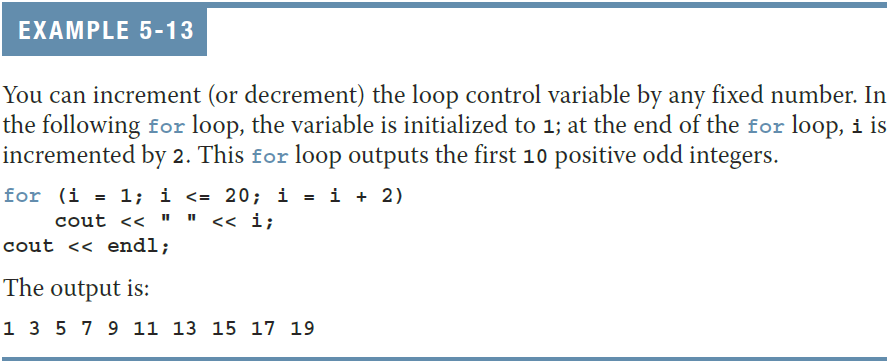 EXAMPLE 5-13
You can increment (or decrement) the loop control variable by any fixed number. In
the following for loop, the variable is initialized to 1; at the end of the for loop, i is
incremented by 2. This for loop outputs the first 10 positive odd integers.
for (i = 1; i <= 20; i = i + 2)
    cout << " " << i;
cout << endl;
The output is:
1 3 5 7 9 11 13 15 17 19